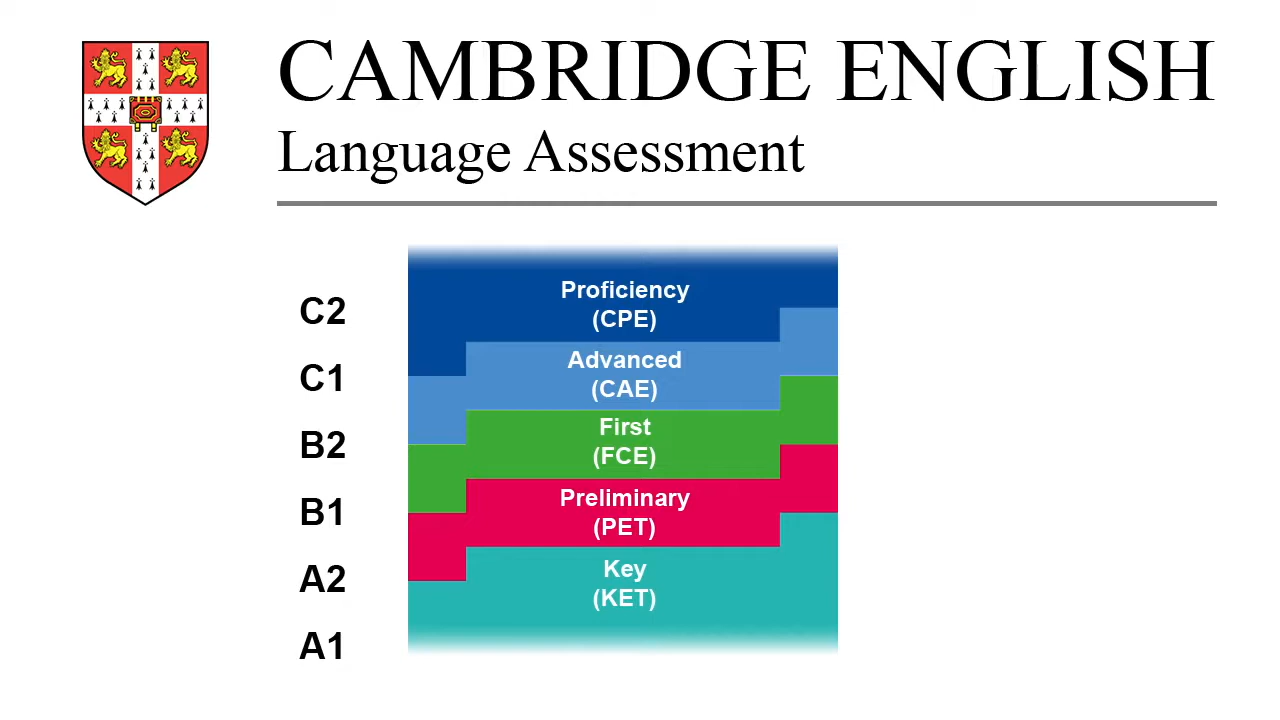 CAMBRIDGE ENGLISH
Language Assessment
C2
C1
B2
B1
A2
A1
Proficiency
(CPE)
Advanced
(CAE)
First
(FCE)
Preliminary
(PET)
Key
(KET)